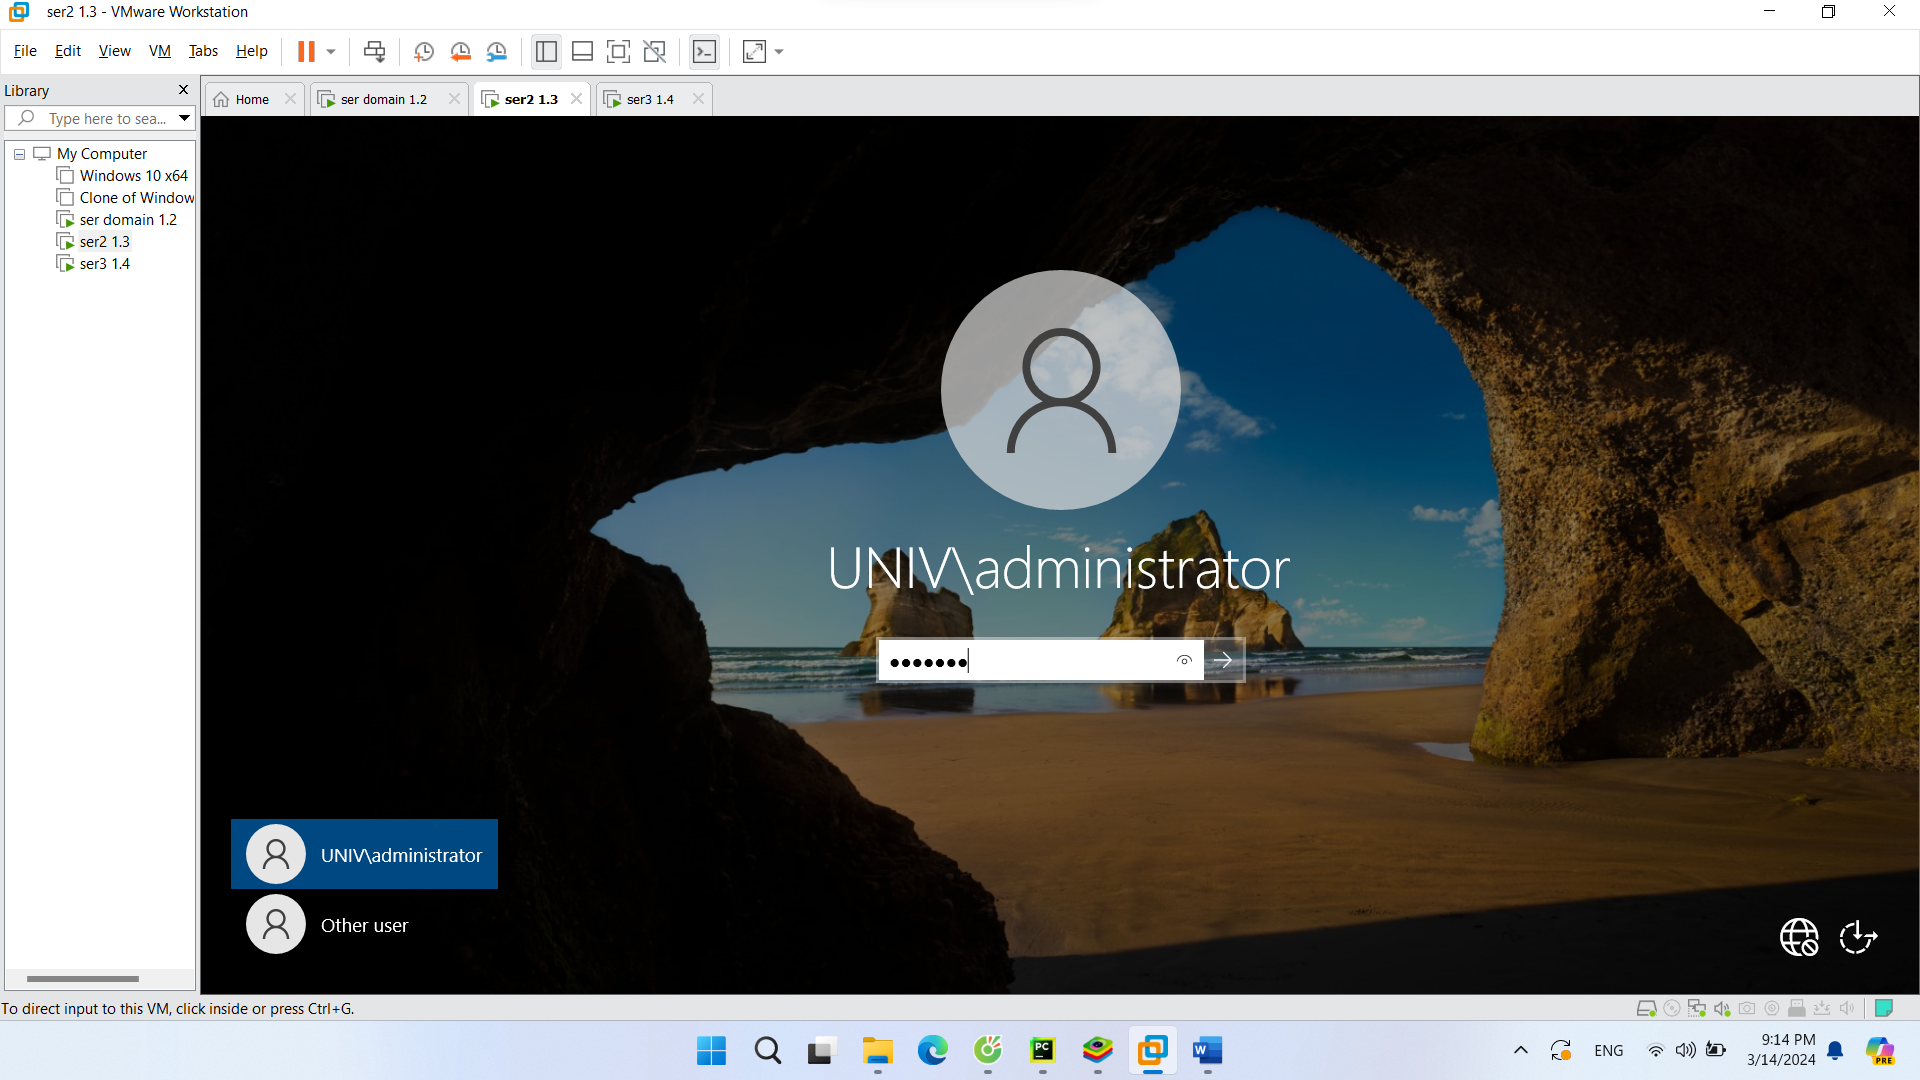 ser2 1.3 - VMware Workstation
File Edit View VM Tabs Help
Library
Type here to sea...
Home
ser domain 1.2
ser2 1.3
ser3 1.4
My Computer
Windows 10 x64
Clone of Window
ser domain 1.2
ser2 1.3
ser3 1.4
UNIV\administrator
UNIV\administrator
Other user
To direct input to this VM, click inside or press Ctrl+G.
PC
W
ENG
9:14 PM
3/14/2024
PRE